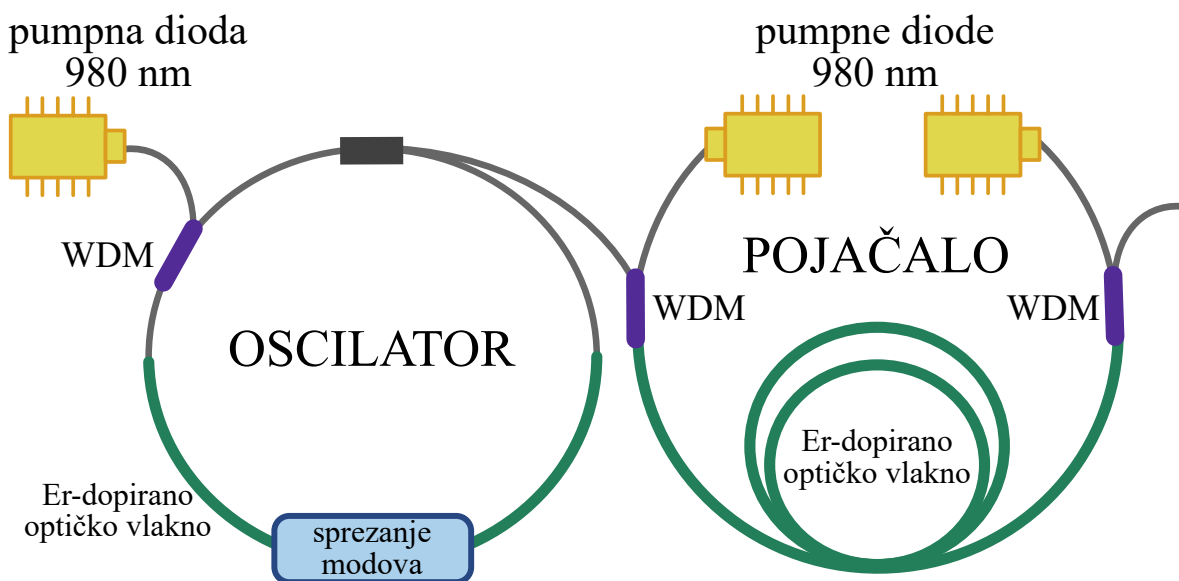 pumpna dioda
980 nm
pumpne diode
980 nm
WDM
OSCILATOR
POJAČALO
WDM
WDM
Er-dopirano
optičko vlakno
Er-dopirano
optičko vlakno
sprezanje
modova